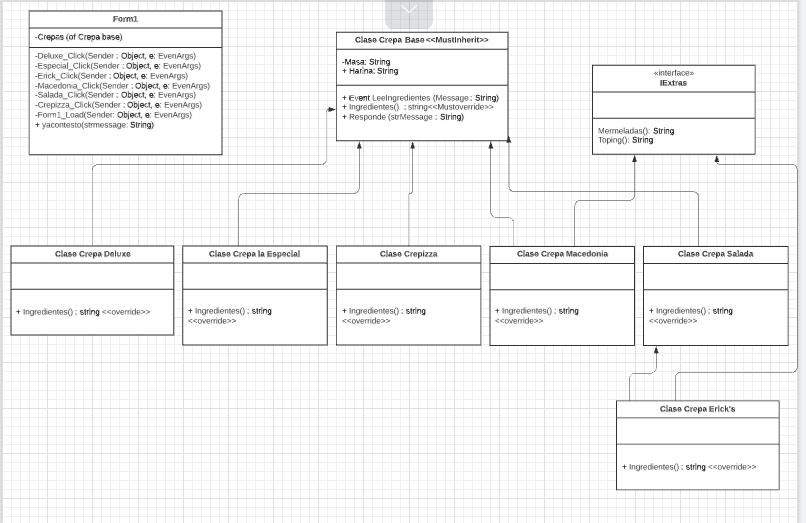 Form1
-Crepas (of Crepa base)
-Deluxe_Click(Sender : Object, e: EvenArgs)
-Especial_Click(Sender : Object, e: EvenArgs)
-Erick_Click(Sender : Object, e: EvenArgs)
-Macedonia_Click(Sender : Object, e: EvenArgs)
-Salada_Click(Sender : Object, e: EvenArgs)
-Crepizza_Click(Sender : Object, e: EvenArgs)
-Form1_Load(Sender: Object, e: EvenArgs)
+ yacontesto(strmessage: String)
Clase Crepa Base <<MustInherit>>
-Masa: String
+ Harina: String
+ Event LeeIngredientes (Message : String)
+ Ingredientes() : string<<Mustoverride>>
+ Responde (strMessage : String)
«interface»
IExtras
Mermeladas(): String
Toping(): String
Clase Crepa Deluxe
+ Ingredientes() : string <<override>>
Clase Crepa la Especial
+ Ingredientes() : string
<<override>>
Clase Crepizza
+ Ingredientes() : string
<<override>>
Clase Crepa Macedonia
+ Ingredientes() : string
<<override>>
Clase Crepa Salada
+ Ingredientes() : string
<<override>>
Clase Crepa Erick's
+ Ingredientes() : string <<override>>